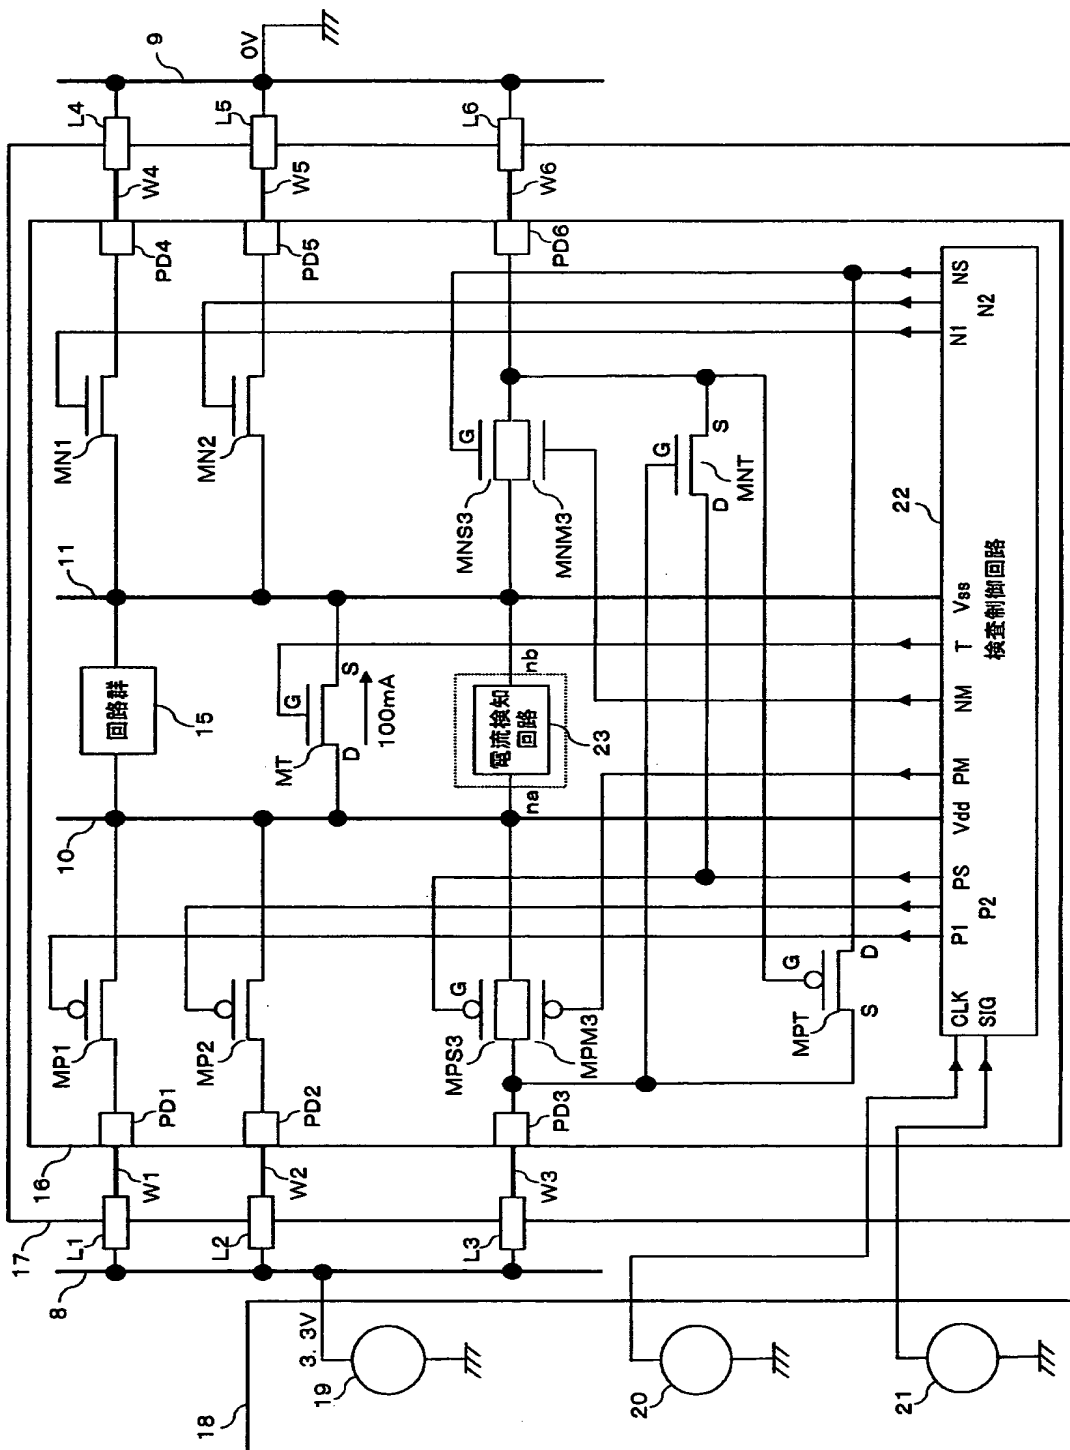 L4
L5
L6
0V
9
W4
W5
W6
PD4
PD5
PD6
MN1
MN2
MNS3
G
MNM3
G
S
D
MNT
NS
N2
N1
22
11
回路群
15
G
S
D
MT
100mA
nb
電流検知
回路
23
na
Vss
T
NM
PM
Vdd
PS
P2
P1
CLK
SIG
検査制御回路
10
MP1
MP2
G
MPS3
MPM3
G
D
S
MPT
PD1
PD2
PD3
16
17
W1
W2
W3
L1
L2
L3
8
3. 3V
18
19
20
21